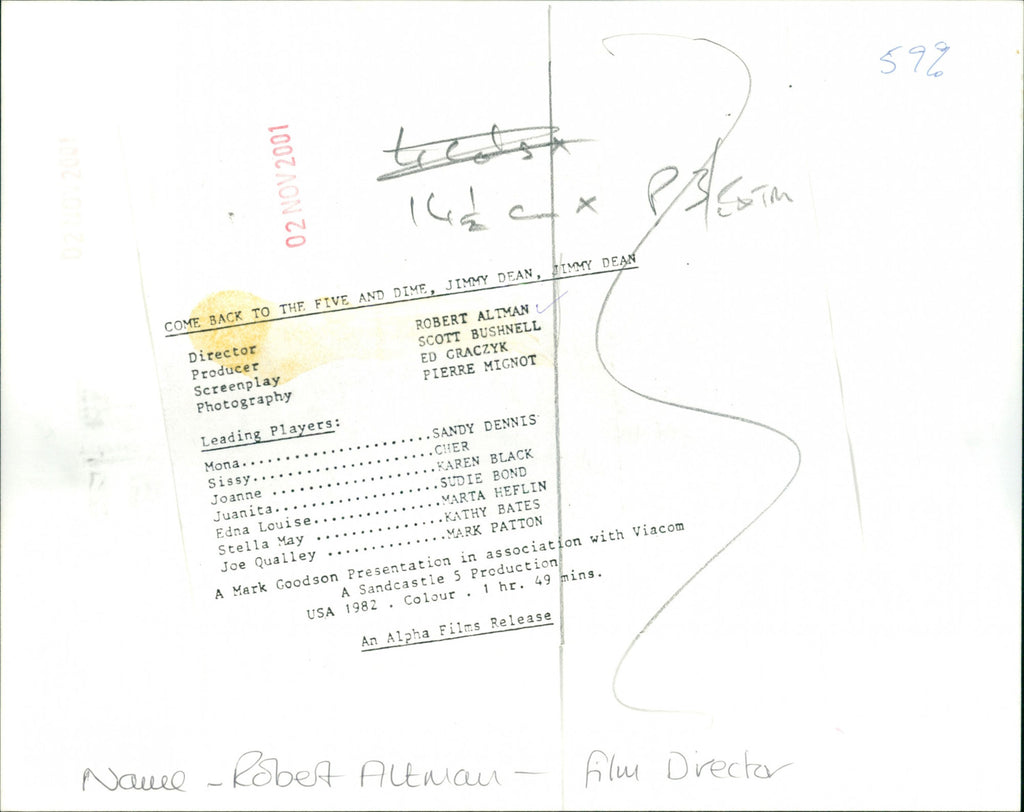 59%
02 NOV 2001
14½ c x P3 Extra
COME BACK TO THE FIVE AND DIME, JIMMY DEAN, JIMMY DEAN
Director ROBERT ALTMAN ✓
Producer SCOTT BUSHNELL
Screenplay ED GRACZYK
Photography PIERRE MIGNOT
Leading Players:
Mona......................SANDY DENNIS
Sissy.....................CHER
Joanne ...................KAREN BLACK
Juanita...................SUDIE BOND
Edna Louise...............MARTA HEFLIN
Stella May ...............KATHY BATES
Joe Qualley ..............MARK PATTON
A Mark Goodson Presentation in association with Viacom
A Sandcastle 5 Production
USA 1982 . Colour . 1 hr. 49 mins.
An Alpha Films Release
Name - Robert Altman - Film Director